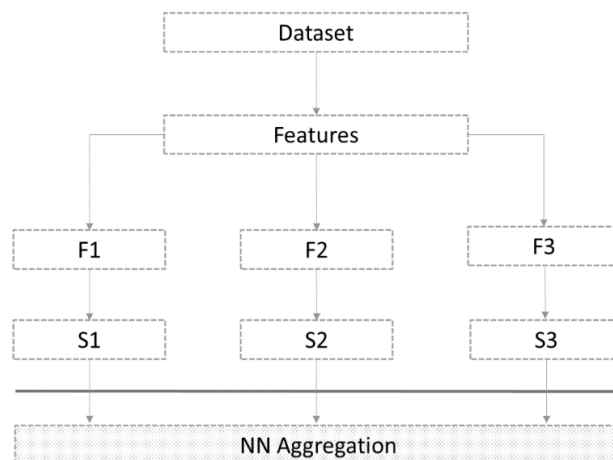 Dataset
Features
F1
F2
F3
S1
S2
S3
NN Aggregation